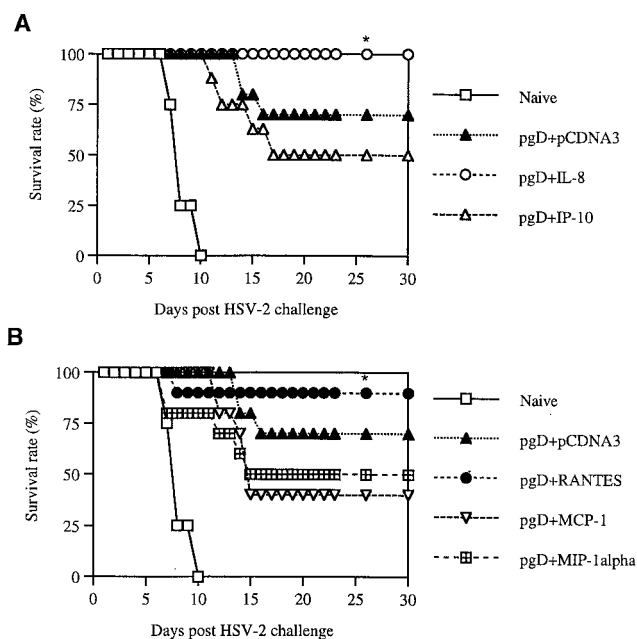 A
*
100
75
50
25
0
Survival rate (%)
0 5 10 15 20 25 30
Days post HSV-2 challenge
Naive
pgD+pCDNA3
pgD+IL-8
pgD+IP-10
B
*
100
75
50
25
0
Survival rate (%)
0 5 10 15 20 25 30
Days post HSV-2 challenge
Naive
pgD+pCDNA3
pgD+RANTES
pgD+MCP-1
pgD+MIP-1alpha